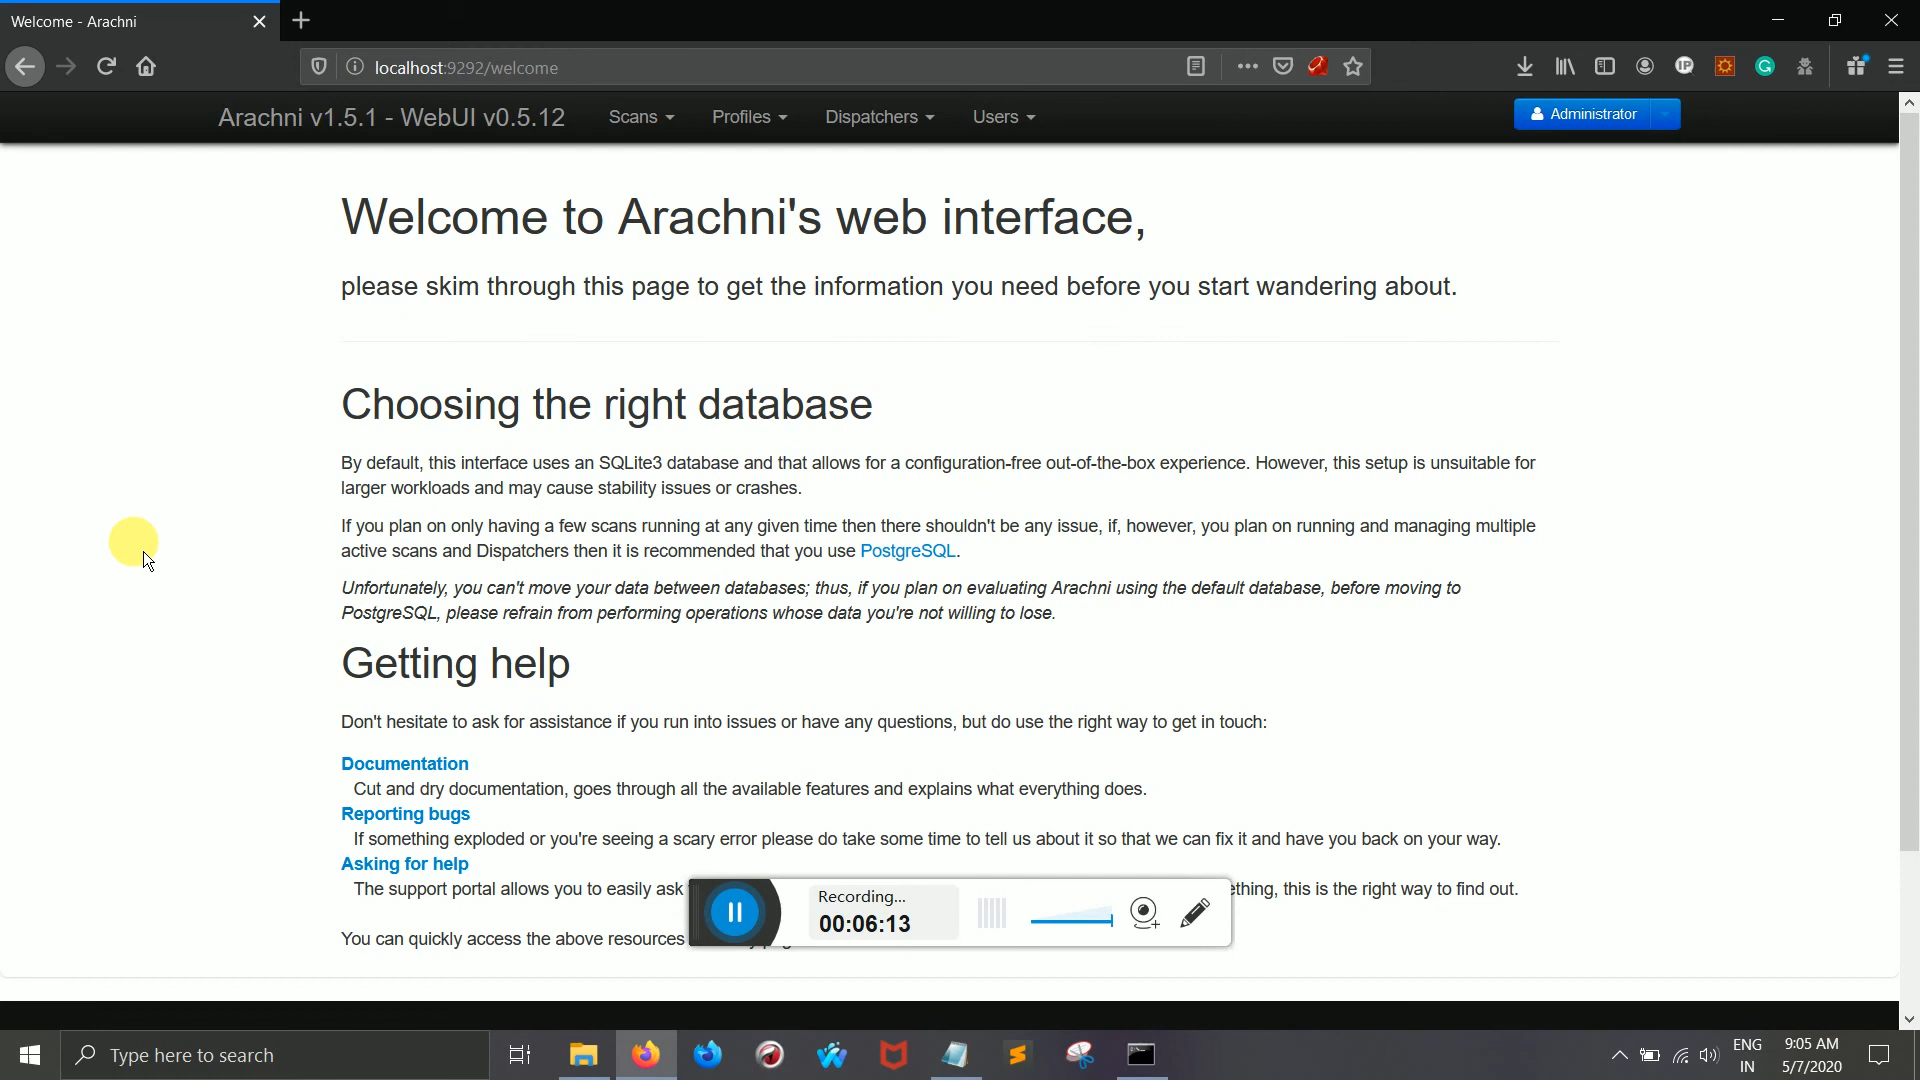 Welcome - Arachni
localhost:9292/welcome
Arachni v1.5.1 - WebUI v0.5.12 Scans Profiles Dispatchers Users Administrator
Welcome to Arachni's web interface,
please skim through this page to get the information you need before you start wandering about.
Choosing the right database
By default, this interface uses an SQLite3 database and that allows for a configuration-free out-of-the-box experience. However, this setup is unsuitable for
larger workloads and may cause stability issues or crashes.
If you plan on only having a few scans running at any given time then there shouldn't be any issue, if, however, you plan on running and managing multiple
active scans and Dispatchers then it is recommended that you use PostgreSQL.
Unfortunately, you can't move your data between databases; thus, if you plan on evaluating Arachni using the default database, before moving to
PostgreSQL, please refrain from performing operations whose data you're not willing to lose.
Getting help
Don't hesitate to ask for assistance if you run into issues or have any questions, but do use the right way to get in touch:
Documentation
Cut and dry documentation, goes through all the available features and explains what everything does.
Reporting bugs
If something exploded or you're seeing a scary error please do take some time to tell us about it so that we can fix it and have you back on your way.
Asking for help
The support portal allows you to easily ask thing, this is the right way to find out.
Recording...
00:06:13
You can quickly access the above resources
Type here to search
ENG 9:05 AM
IN 5/7/2020